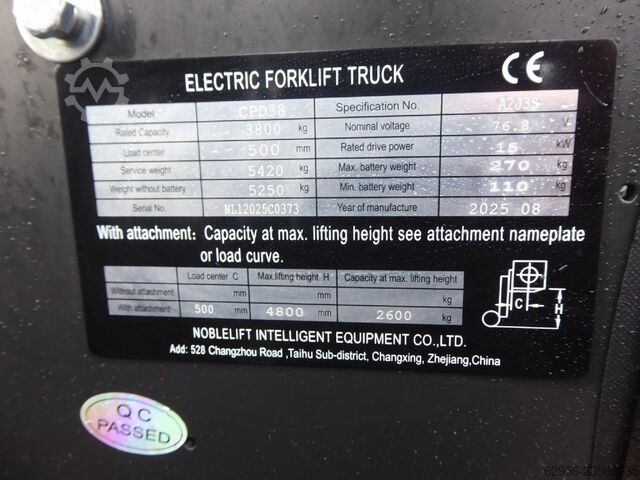 ELECTRIC FORKLIFT TRUCK CE
Model CPD38 Specification No. A2J3S
Rated Capacity 3800 kg Nominal voltage 76.8 V
Load center 500 mm Rated drive power 15 kW
Service weight 5420 kg Max. battery weight 270 kg
Weight without battery 5250 kg Min. battery weight 110 kg
Serial No. NL12025C0373 Year of manufacture 2025 08
With attachment: Capacity at max. lifting height see attachment nameplate
or load curve.
Load center C Max.lifting height H Capacity at max. lifting height
Without attachment mm mm kg
With attachment 500 mm 4800 mm 2600 kg
C H
NOBLELIFT INTELLIGENT EQUIPMENT CO.,LTD.
Add: 528 Changzhou Road ,Taihu Sub-district, Changxing, Zhejiang,China
QC
PASSED